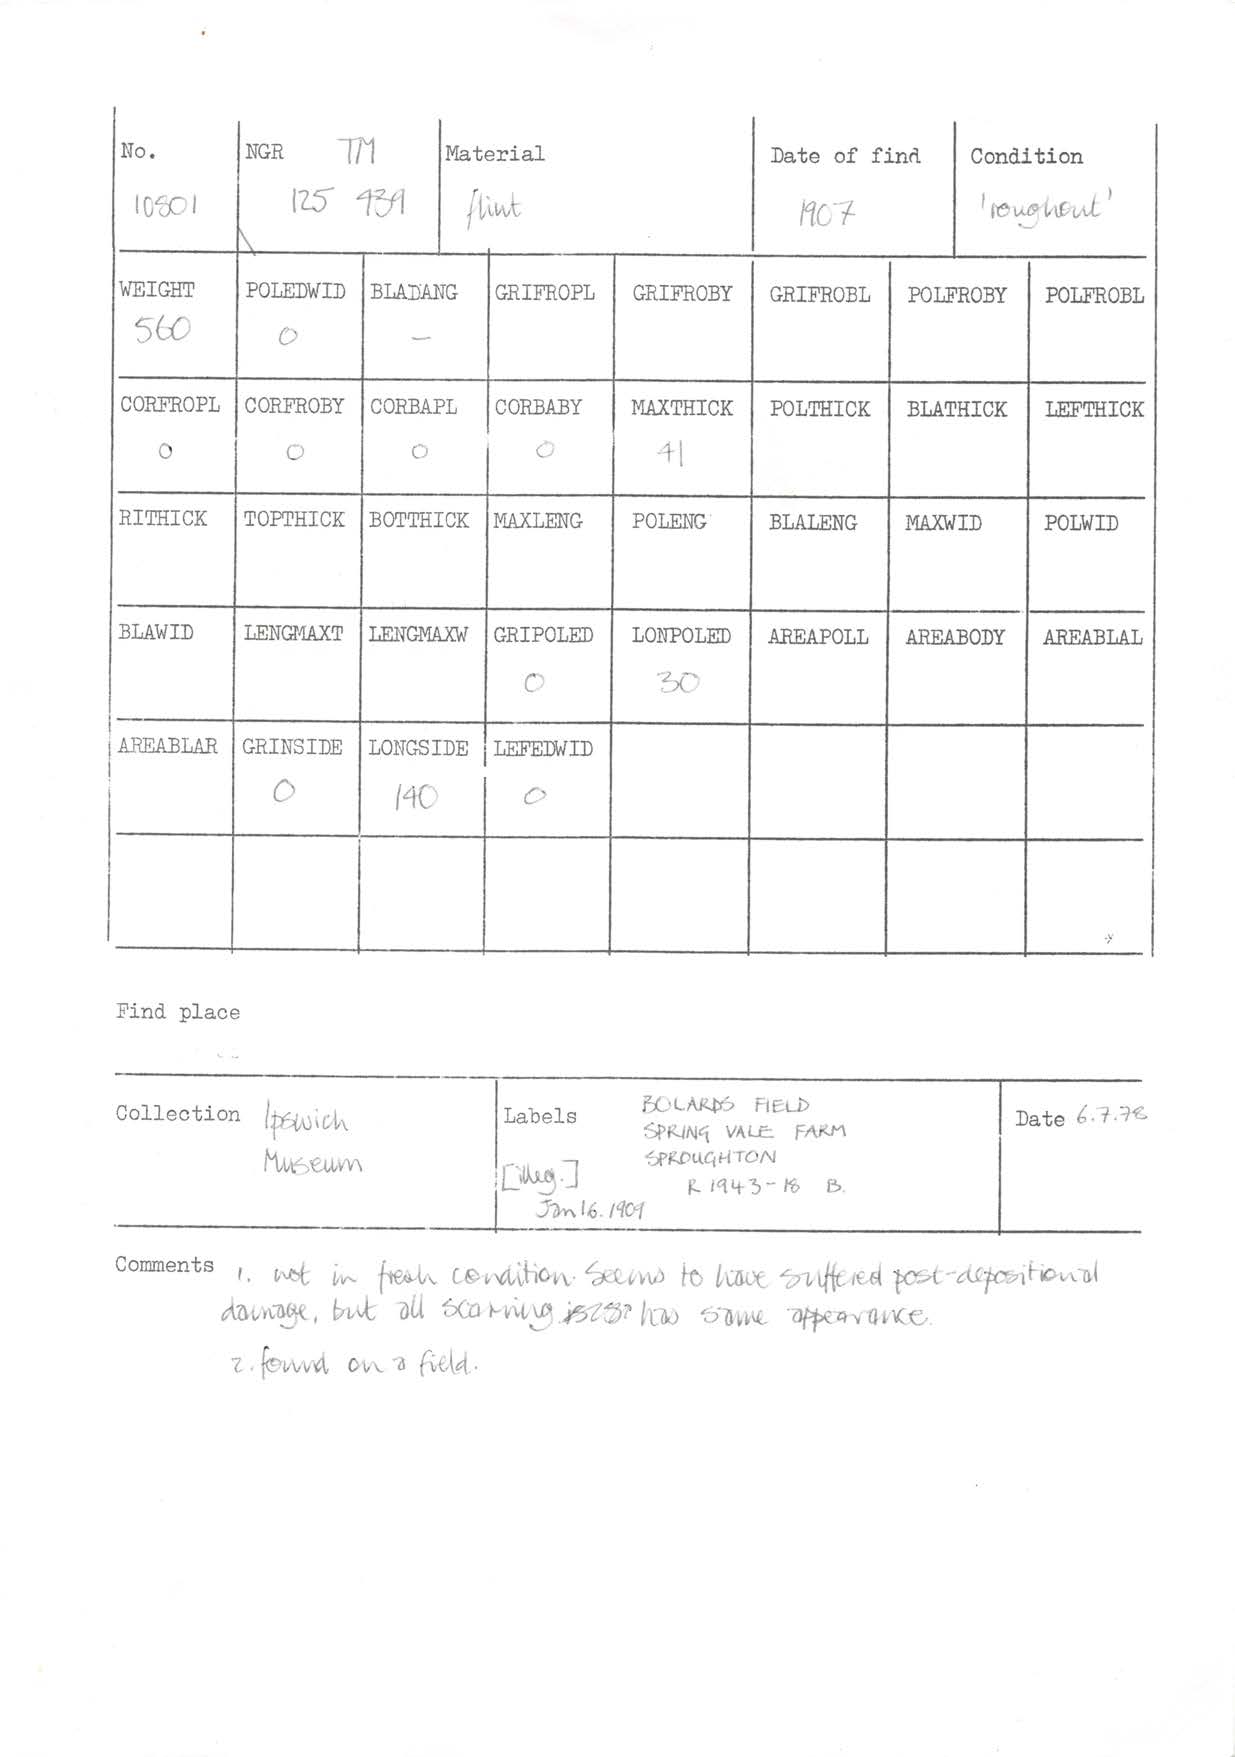 No. NGR TM Material Date of find Condition
10801 125 439 flint 1907 'roughout'
WEIGHT POLEDWID BLADANG GRIFROPL GRIFROBY GRIFROBL POLFROBY POLFROBL
560 0 –
CORFROPL CORFROBY CORBAPL CORBABY MAXTHICK POLTHICK BLATHICK LEFTHICK
0 0 0 0 41
RITHICK TOPTHICK BOTTHICK MAXLENG POLENG BLALENG MAXWID POLWID
BLAWID LENGMAXT LENGMAXW GRIPOLED LONPOLED AREAPOLL AREABODY AREABLAL
0 30
AREABLAR GRINSIDE LONGSIDE LEFEDWID
0 140 0
Find place
Collection Ipswich
Museum
Labels BOLARDS FIELD
SPRING VALE FARM
SPROUGHTON
[illeg.] R 1943-18 B.
Jan 16. 1909
Date 6.7.78
Comments 1. not in fresh condition. Seems to have suffered post-depositional
damage, but all scarring has same appearance.
2. found on a field.